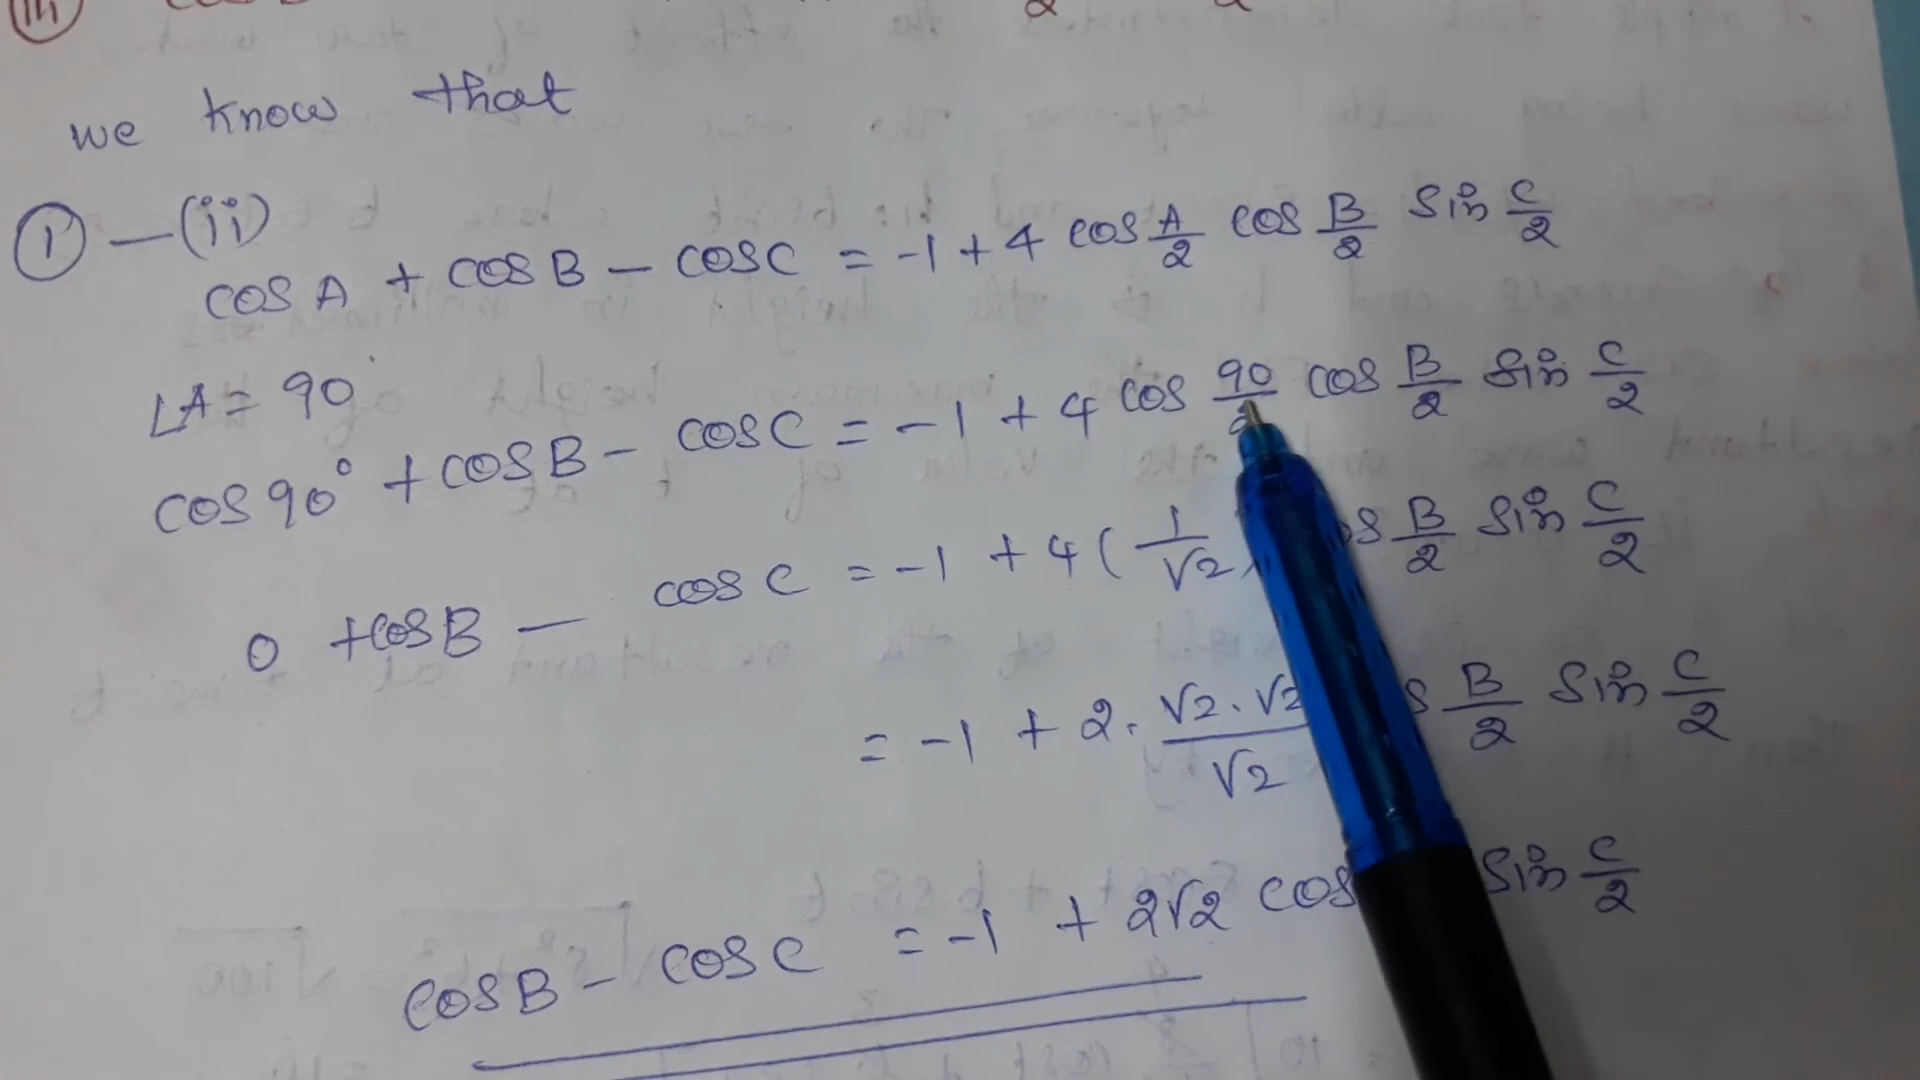 (iii)
we know that
① — (ii)
cos A + cos B − cos C = −1 + 4 cos A/2 cos B/2 sin C/2
∠A = 90
cos 90° + cos B − cos C = −1 + 4 cos 90/2 cos B/2 sin C/2
0 + cos B − cos C = −1 + 4 (1/√2) B/2 sin C/2
= −1 + 2 . √2 . √2/√2 B/2 sin C/2
cos B − cos C = −1 + 2√2 cos sin C/2